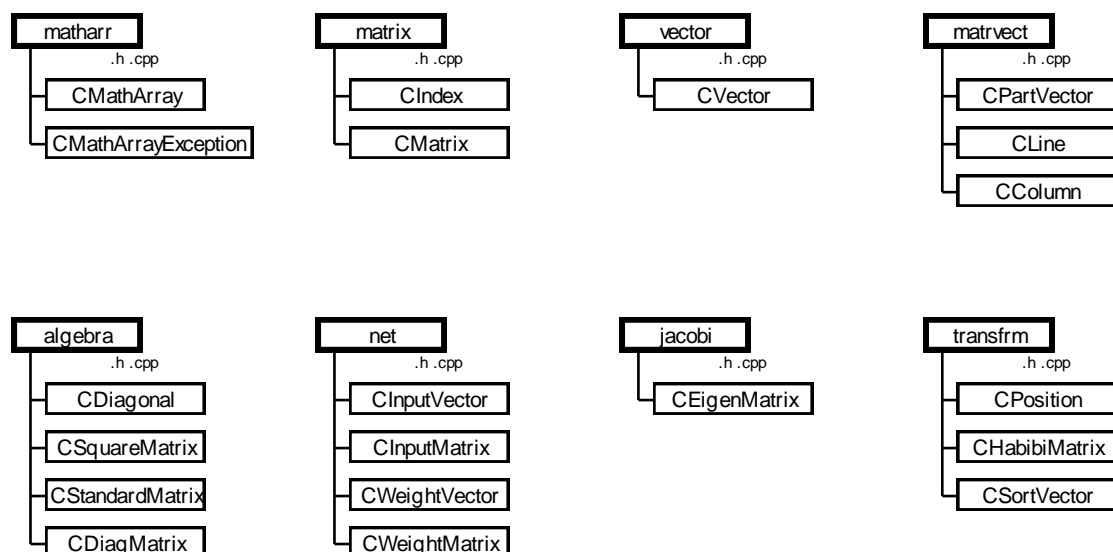 matharr
.h .cpp
CMathArray
CMathArrayException
matrix
.h .cpp
CIndex
CMatrix
vector
.h .cpp
CVector
matrvect
.h .cpp
CPartVector
CLine
CColumn
algebra
.h .cpp
CDiagonal
CSquareMatrix
CStandardMatrix
CDiagMatrix
net
.h .cpp
CInputVector
CInputMatrix
CWeightVector
CWeightMatrix
jacobi
.h .cpp
CEigenMatrix
transfrm
.h .cpp
CPosition
CHabibiMatrix
CSortVector